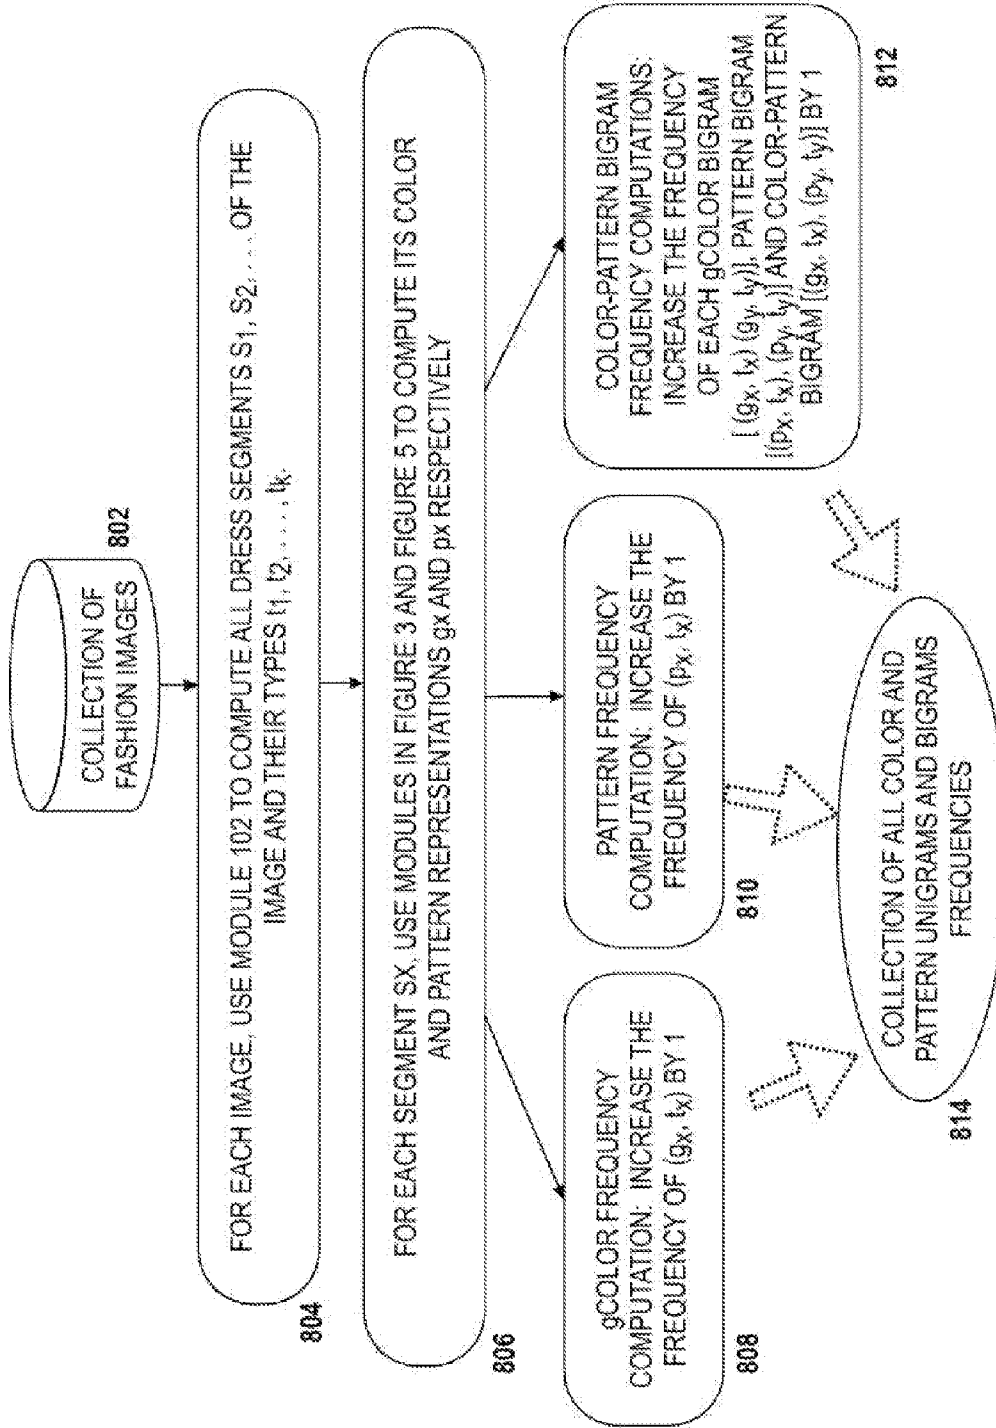 COLLECTION OF
FASHION IMAGES
802
FOR EACH IMAGE, USE MODULE 102 TO COMPUTE ALL DRESS SEGMENTS S1, S2,... OF THE
IMAGE AND THEIR TYPES t1, t2,..., tk.
804
FOR EACH SEGMENT SX, USE MODULES IN FIGURE 3 AND FIGURE 5 TO COMPUTE ITS COLOR
AND PATTERN REPRESENTATIONS gx AND px RESPECTIVELY
806
gCOLOR FREQUENCY
COMPUTATION: INCREASE THE
FREQUENCY OF (gx, tx) BY 1
808
PATTERN FREQUENCY
COMPUTATION: INCREASE THE
FREQUENCY OF (px, tx) BY 1
810
COLOR-PATTERN BIGRAM
FREQUENCY COMPUTATIONS:
INCREASE THE FREQUENCY
OF EACH gCOLOR BIGRAM
[ (gx, tx) (gy, ty)], PATTERN BIGRAM
[(px, tx), (py, ty)] AND COLOR-PATTERN
BIGRAM [(gx, tx), (py, ty)] BY 1
812
COLLECTION OF ALL COLOR AND
PATTERN UNIGRAMS AND BIGRAMS
FREQUENCIES
814